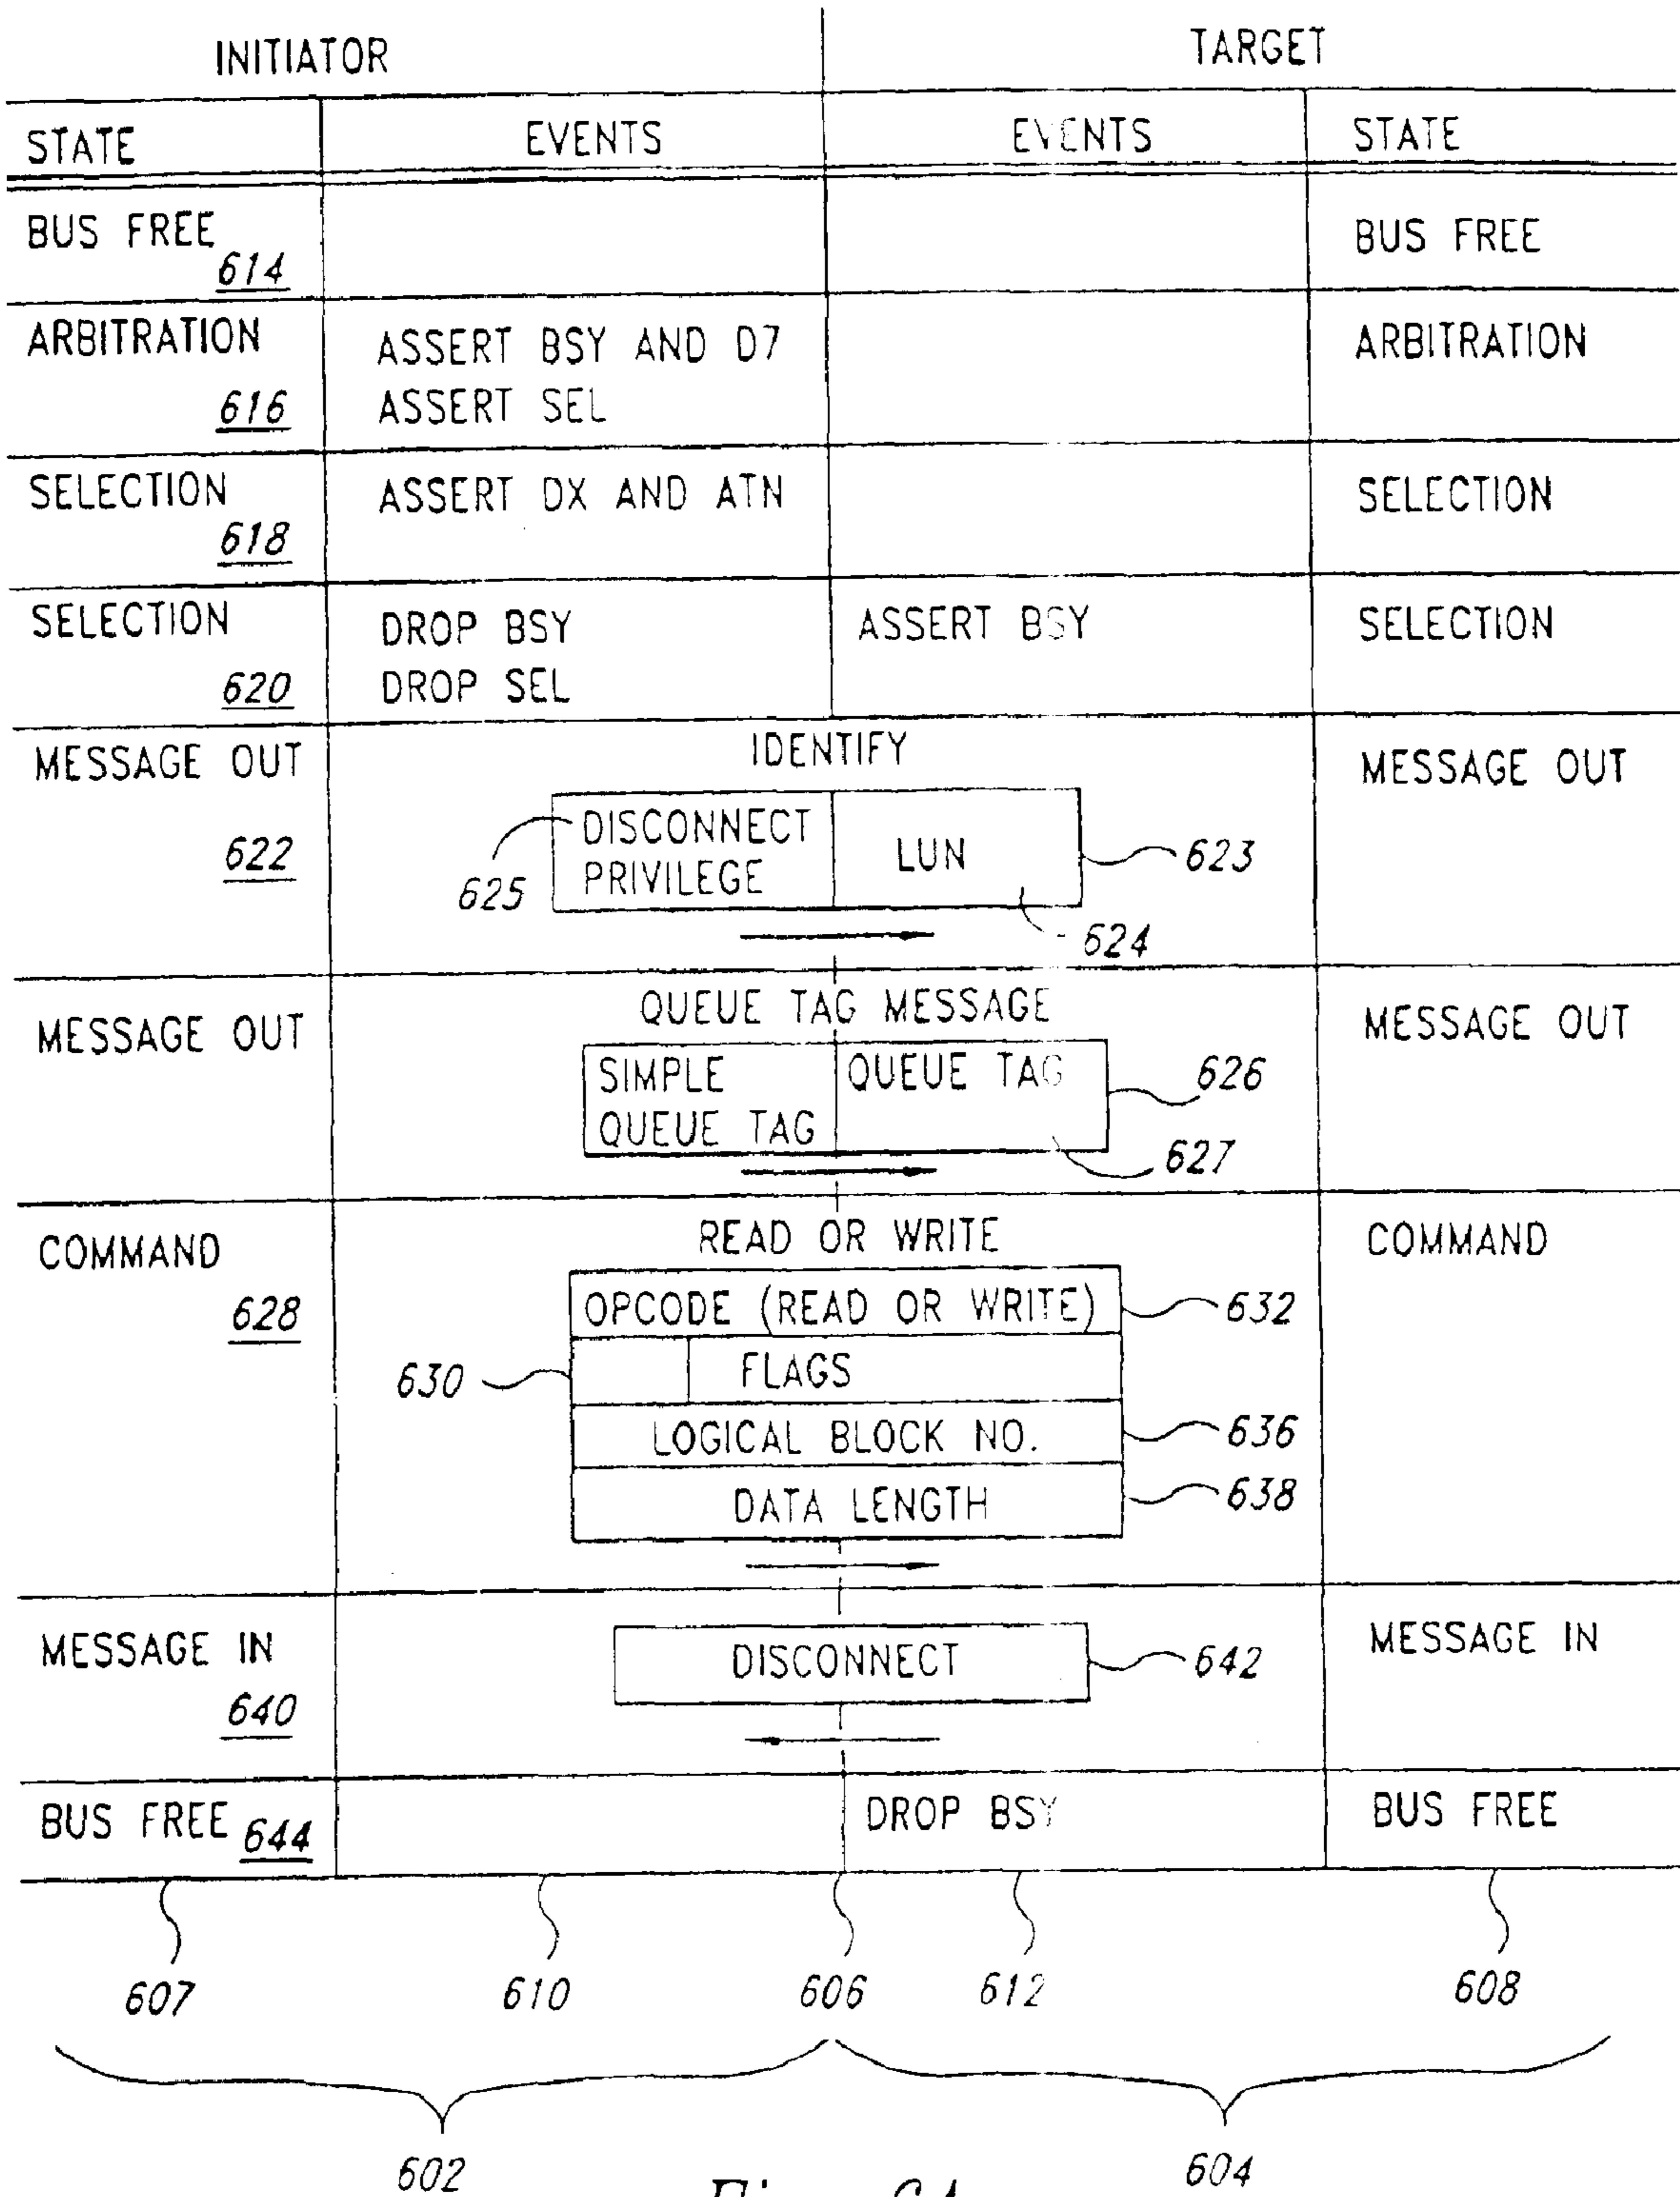 INITIATOR
TARGET
STATE
EVENTS
EVENTS
STATE
BUS FREE
614
BUS FREE
ARBITRATION
616
ASSERT BSY AND D7
ASSERT SEL
ARBITRATION
SELECTION
618
ASSERT DX AND ATN
SELECTION
SELECTION
620
DROP BSY
DROP SEL
ASSERT BSY
SELECTION
MESSAGE OUT
622
IDENTIFY
DISCONNECT
PRIVILEGE
LUN
625
623
624
MESSAGE OUT
MESSAGE OUT
QUEUE TAG MESSAGE
SIMPLE
QUEUE TAG
QUEUE TAG
626
627
MESSAGE OUT
COMMAND
628
READ OR WRITE
OPCODE (READ OR WRITE)
632
630
FLAGS
LOGICAL BLOCK NO.
636
DATA LENGTH
638
COMMAND
MESSAGE IN
640
DISCONNECT
642
MESSAGE IN
BUS FREE 644
DROP BSY
BUS FREE
607
610
606
612
608
602
604